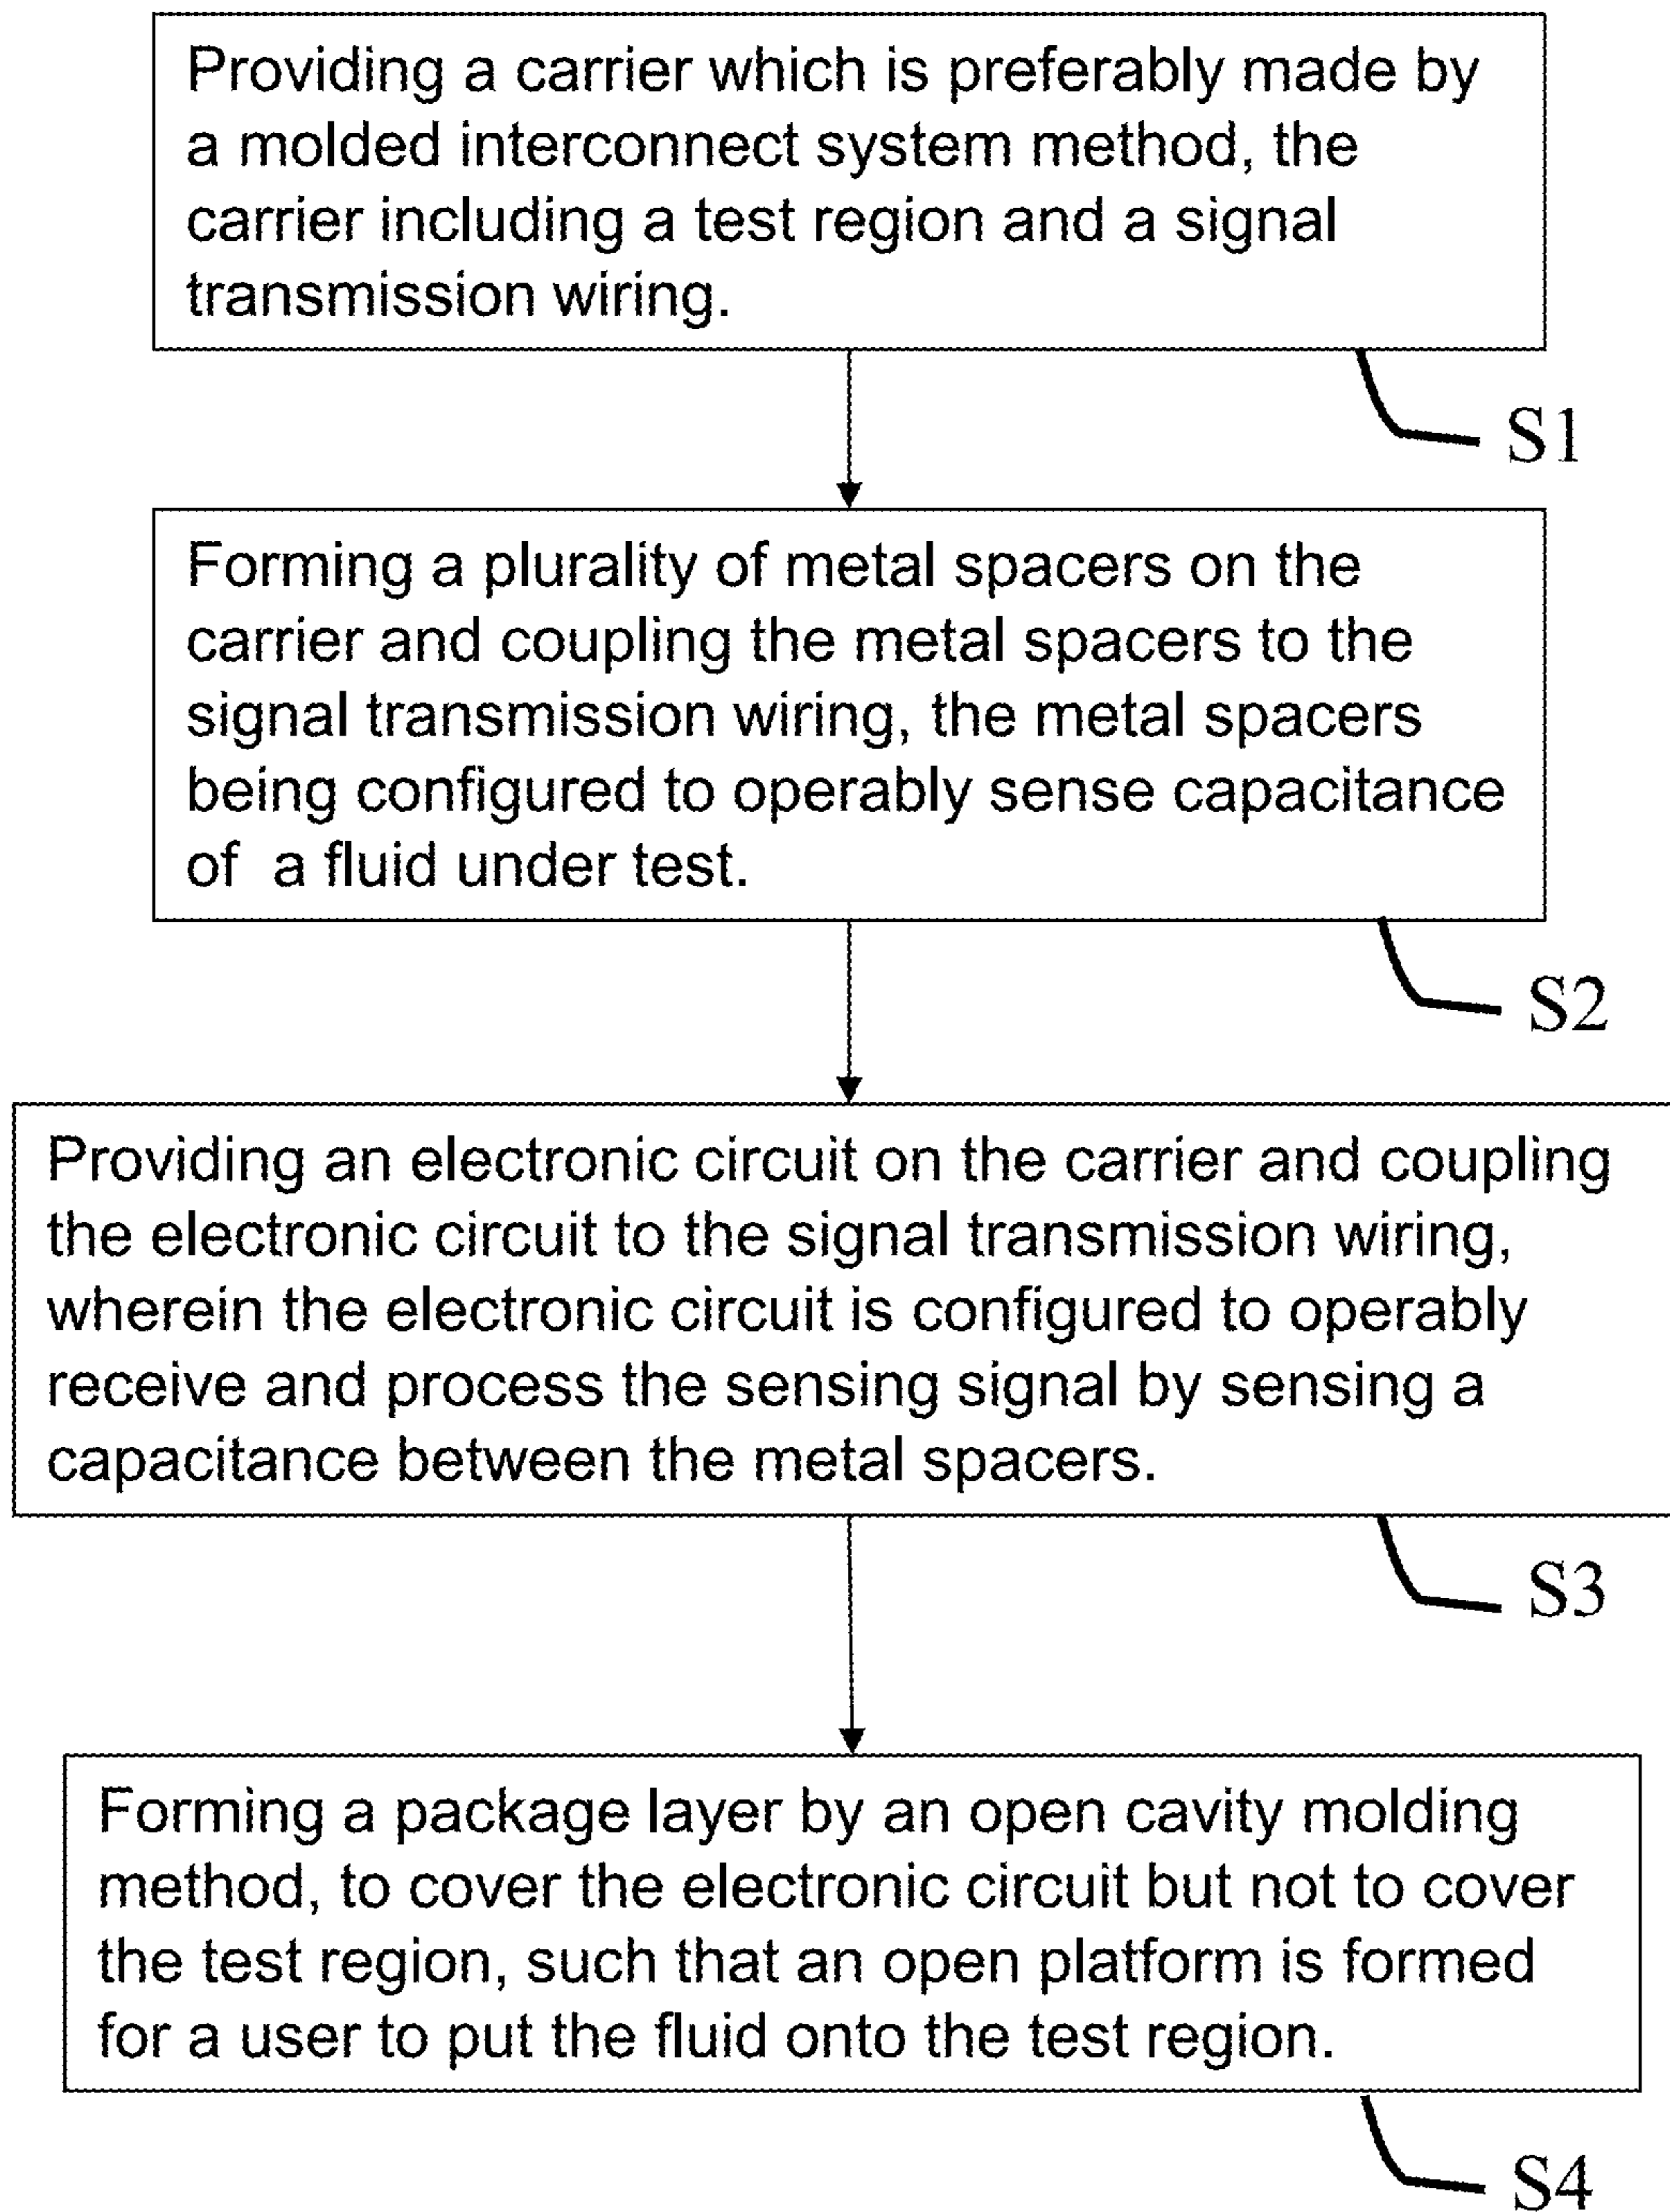 Providing a carrier which is preferably made by
a molded interconnect system method, the
carrier including a test region and a signal
transmission wiring.
S1
Forming a plurality of metal spacers on the
carrier and coupling the metal spacers to the
signal transmission wiring, the metal spacers
being configured to operably sense capacitance
of  a fluid under test.
S2
Providing an electronic circuit on the carrier and coupling
the electronic circuit to the signal transmission wiring,
wherein the electronic circuit is configured to operably
receive and process the sensing signal by sensing a
capacitance between the metal spacers.
S3
Forming a package layer by an open cavity molding
method, to cover the electronic circuit but not to cover
the test region, such that an open platform is formed
for a user to put the fluid onto the test region.
S4